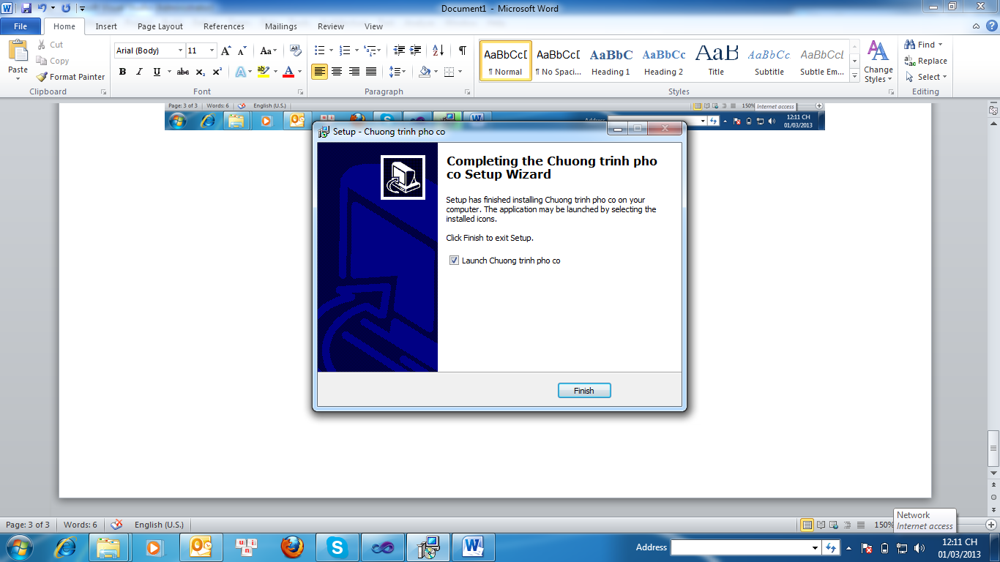 Document1 - Microsoft Word
File Home Insert Page Layout References Mailings Review View
Paste
Cut
Copy
Format Painter
Clipboard
Arial (Body) 11
Font
Paragraph
AaBbCcD AaBbCcD AaBbC AaBbCc AaB AaBbCc. AaBbCcD
¶ Normal ¶ No Spaci... Heading 1 Heading 2 Title Subtitle Subtle Em...
Styles
Change
Styles
Find
Replace
Select
Editing
Page: 3 of 3 Words: 6 English (U.S.) 150% Internet access
Address 12:11 CH
01/03/2013
Setup - Chuong trinh pho co
Completing the Chuong trinh pho
co Setup Wizard
Setup has finished installing Chuong trinh pho co on your
computer. The application may be launched by selecting the
installed icons.
Click Finish to exit Setup.
Launch Chuong trinh pho co
Finish
Network
Internet access
Page: 3 of 3 Words: 6 English (U.S.) 150%
Address 12:11 CH
01/03/2013